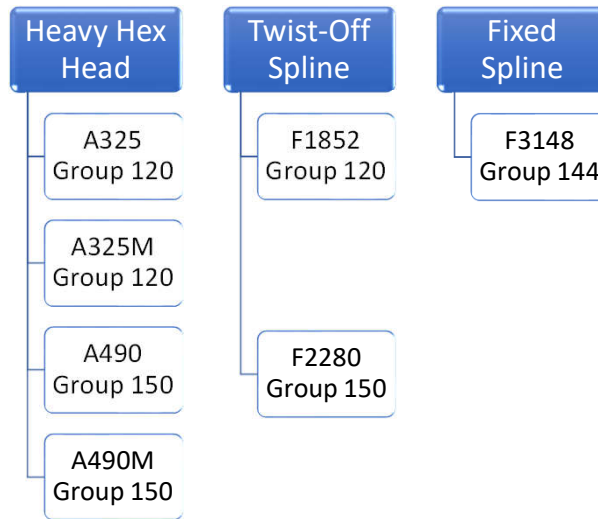 Heavy Hex
Head
A325
Group 120
A325M
Group 120
A490
Group 150
A490M
Group 150
Twist-Off
Spline
F1852
Group 120
F2280
Group 150
Fixed
Spline
F3148
Group 144